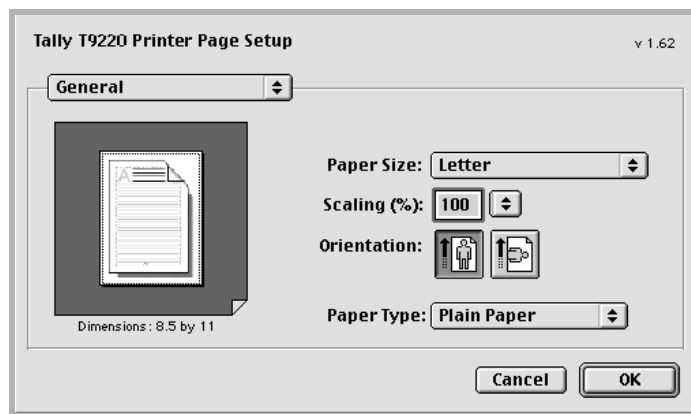 Tally T9220 Printer Page Setup
v 1.62
General
A
Dimensions: 8.5 by 11
Paper Size: Letter
Scaling (%): 100
Orientation:
Paper Type: Plain Paper
Cancel
OK